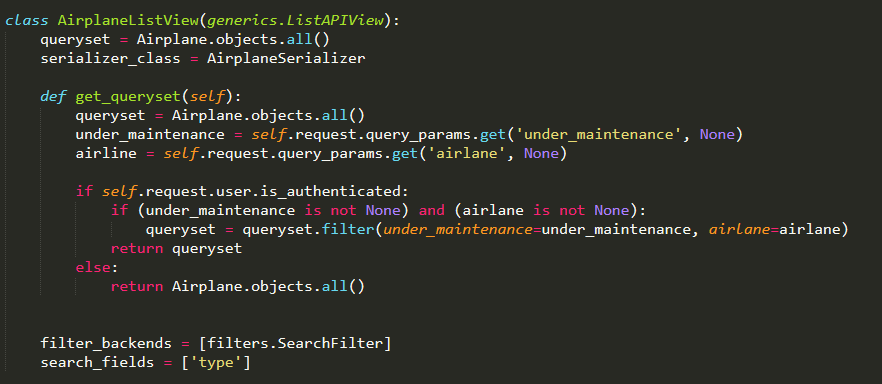 class AirplaneListView(generics.ListAPIView):
    queryset = Airplane.objects.all()
    serializer_class = AirplaneSerializer
    def get_queryset(self):
        queryset = Airplane.objects.all()
        under_maintenance = self.request.query_params.get('under_maintenance', None)
        airline = self.request.query_params.get('airlane', None)
        if self.request.user.is_authenticated:
            if (under_maintenance is not None) and (airlane is not None):
                queryset = queryset.filter(under_maintenance=under_maintenance, airlane=airlane)
            return queryset
        else:
            return Airplane.objects.all()
    filter_backends = [filters.SearchFilter]
    search_fields = ['type']